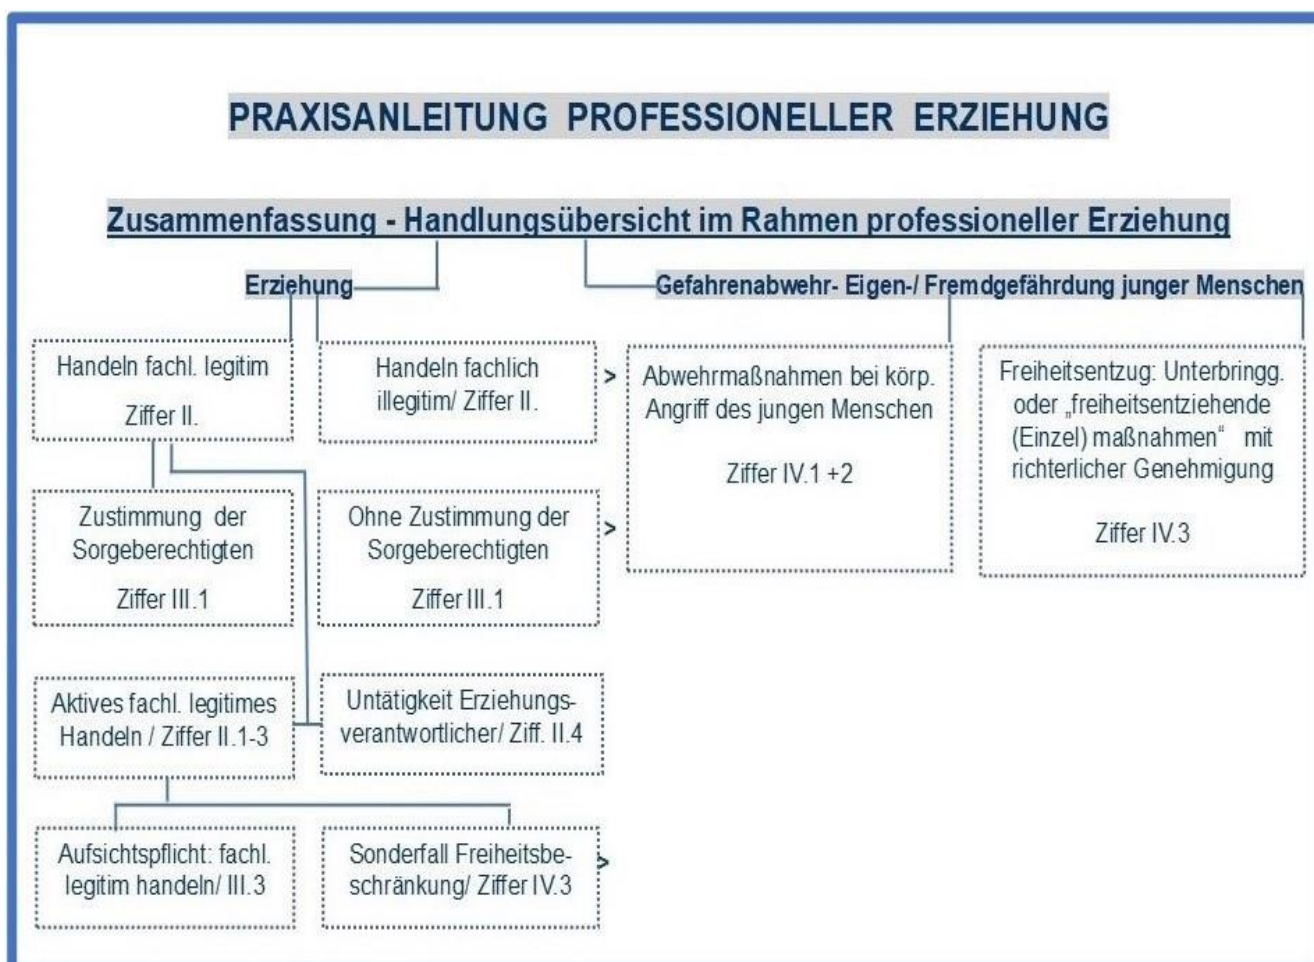 PRAXISANLEITUNG PROFESSIONELLER ERZIEHUNG
Zusammenfassung - Handlungsübersicht im Rahmen professioneller Erziehung
Erziehung
Gefahrenabwehr- Eigen-/ Fremdgefährdung junger Menschen
Handeln fachl. legitim
Ziffer II.
Handeln fachlich
illegitim/ Ziffer II.
>
Abwehrmaßnahmen bei körp.
Angriff des jungen Menschen
Ziffer IV.1 +2
Freiheitsentzug: Unterbringg.
oder „freiheitsentziehende
(Einzel) maßnahmen“ mit
richterlicher Genehmigung
Ziffer IV.3
Zustimmung der
Sorgeberechtigten
Ziffer III.1
Ohne Zustimmung der
Sorgeberechtigten
Ziffer III.1
>
Aktives fachl. legitimes
Handeln / Ziffer II.1-3
Untätigkeit Erziehungs-
verantwortlicher/ Ziff. II.4
Aufsichtspflicht: fachl.
legitim handeln/ III.3
Sonderfall Freiheitsbe-
schränkung/ Ziffer IV.3
>